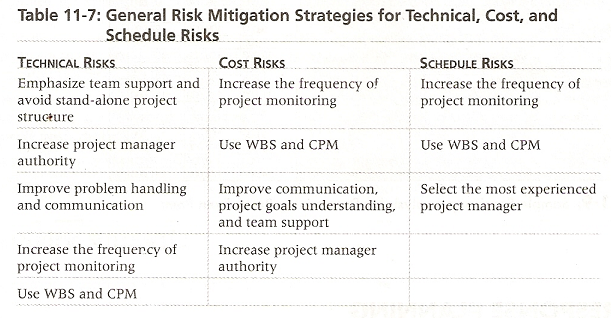 Table 11-7: General Risk Mitigation Strategies for Technical, Cost, and
Schedule Risks
TECHNICAL RISKS COST RISKS SCHEDULE RISKS
Emphasize team support and Increase the frequency of Increase the frequency of
avoid stand-alone project project monitoring project monitoring
structure
Increase project manager Use WBS and CPM Use WBS and CPM
authority
Improve problem handling Improve communication, Select the most experienced
and communication project goals understanding, project manager
and team support
Increase the frequency of Increase project manager
project monitoring authority
Use WBS and CPM